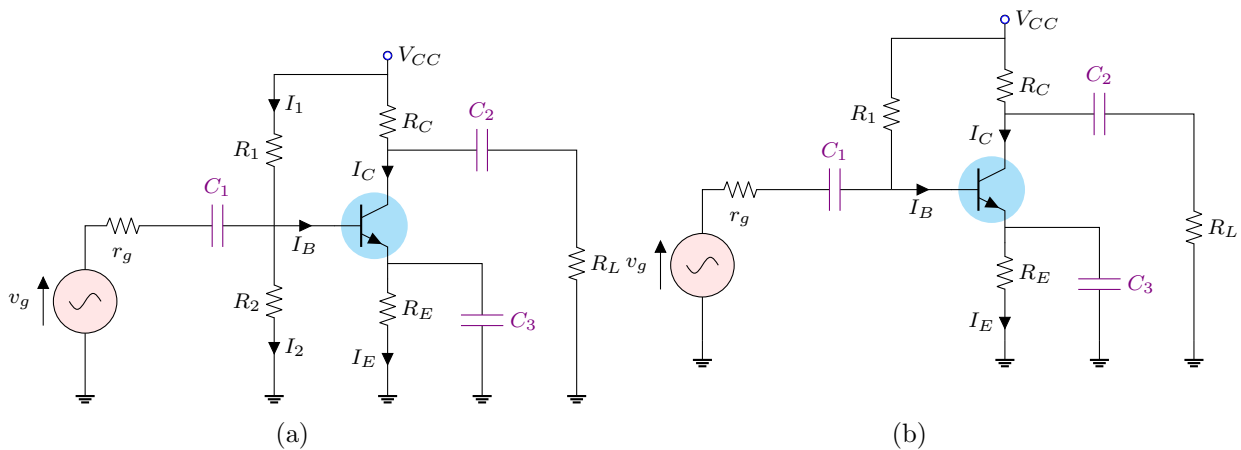 V_CC
I_1
R_1
R_C
C_2
I_C
C_1
r_g
I_B
v_g
R_2
I_2
R_E
I_E
C_3
R_L
(a)
V_CC
R_1
R_C
C_2
I_C
C_1
r_g
I_B
v_g
R_E
I_E
C_3
R_L
(b)